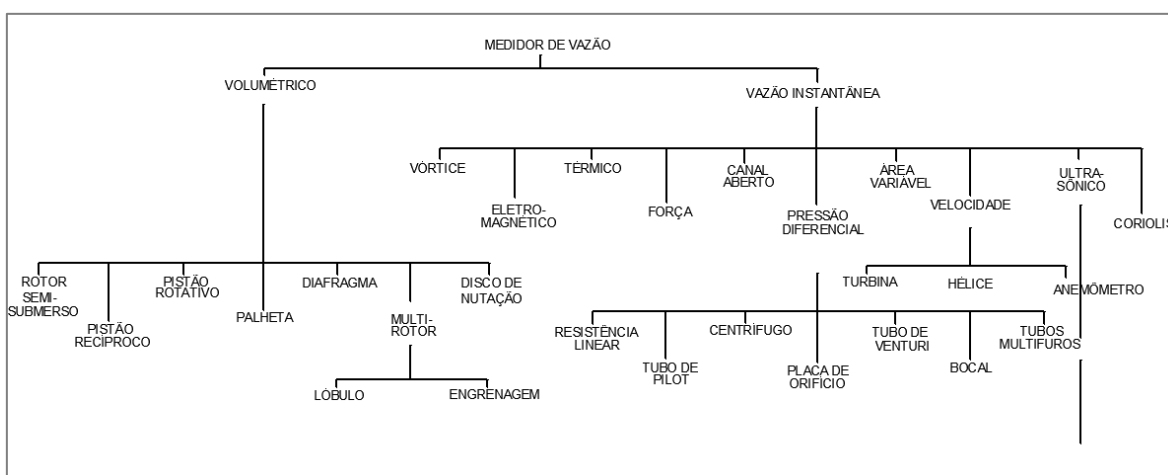 MEDIDOR DE VAZÃO
VOLUMÉTRICO
VAZÃO INSTANTÂNEA
VÓRTICE
ELETRO-
MAGNÉTICO
TÉRMICO
FORÇA
CANAL
ABERTO
PRESSÃO
DIFERENCIAL
ÁREA
VARIÁVEL
VELOCIDADE
ULTRA-
SÔNICO
CORIOLIS
TURBINA
HÉLICE
ANEMÔMETRO
ROTOR
SEMI-
SUBMERSO
PISTÃO
RECÍPROCO
PISTÃO
ROTATIVO
PALHETA
DIAFRAGMA
MULTI-
ROTOR
DISCO DE
NUTAÇÃO
LÓBULO
ENGRENAGEM
RESISTÊNCIA
LINEAR
TUBO DE
PILOT
CENTRÍFUGO
PLACA DE
ORIFÍCIO
TUBO DE
VENTURI
BOCAL
TUBOS
MULTIFUROS